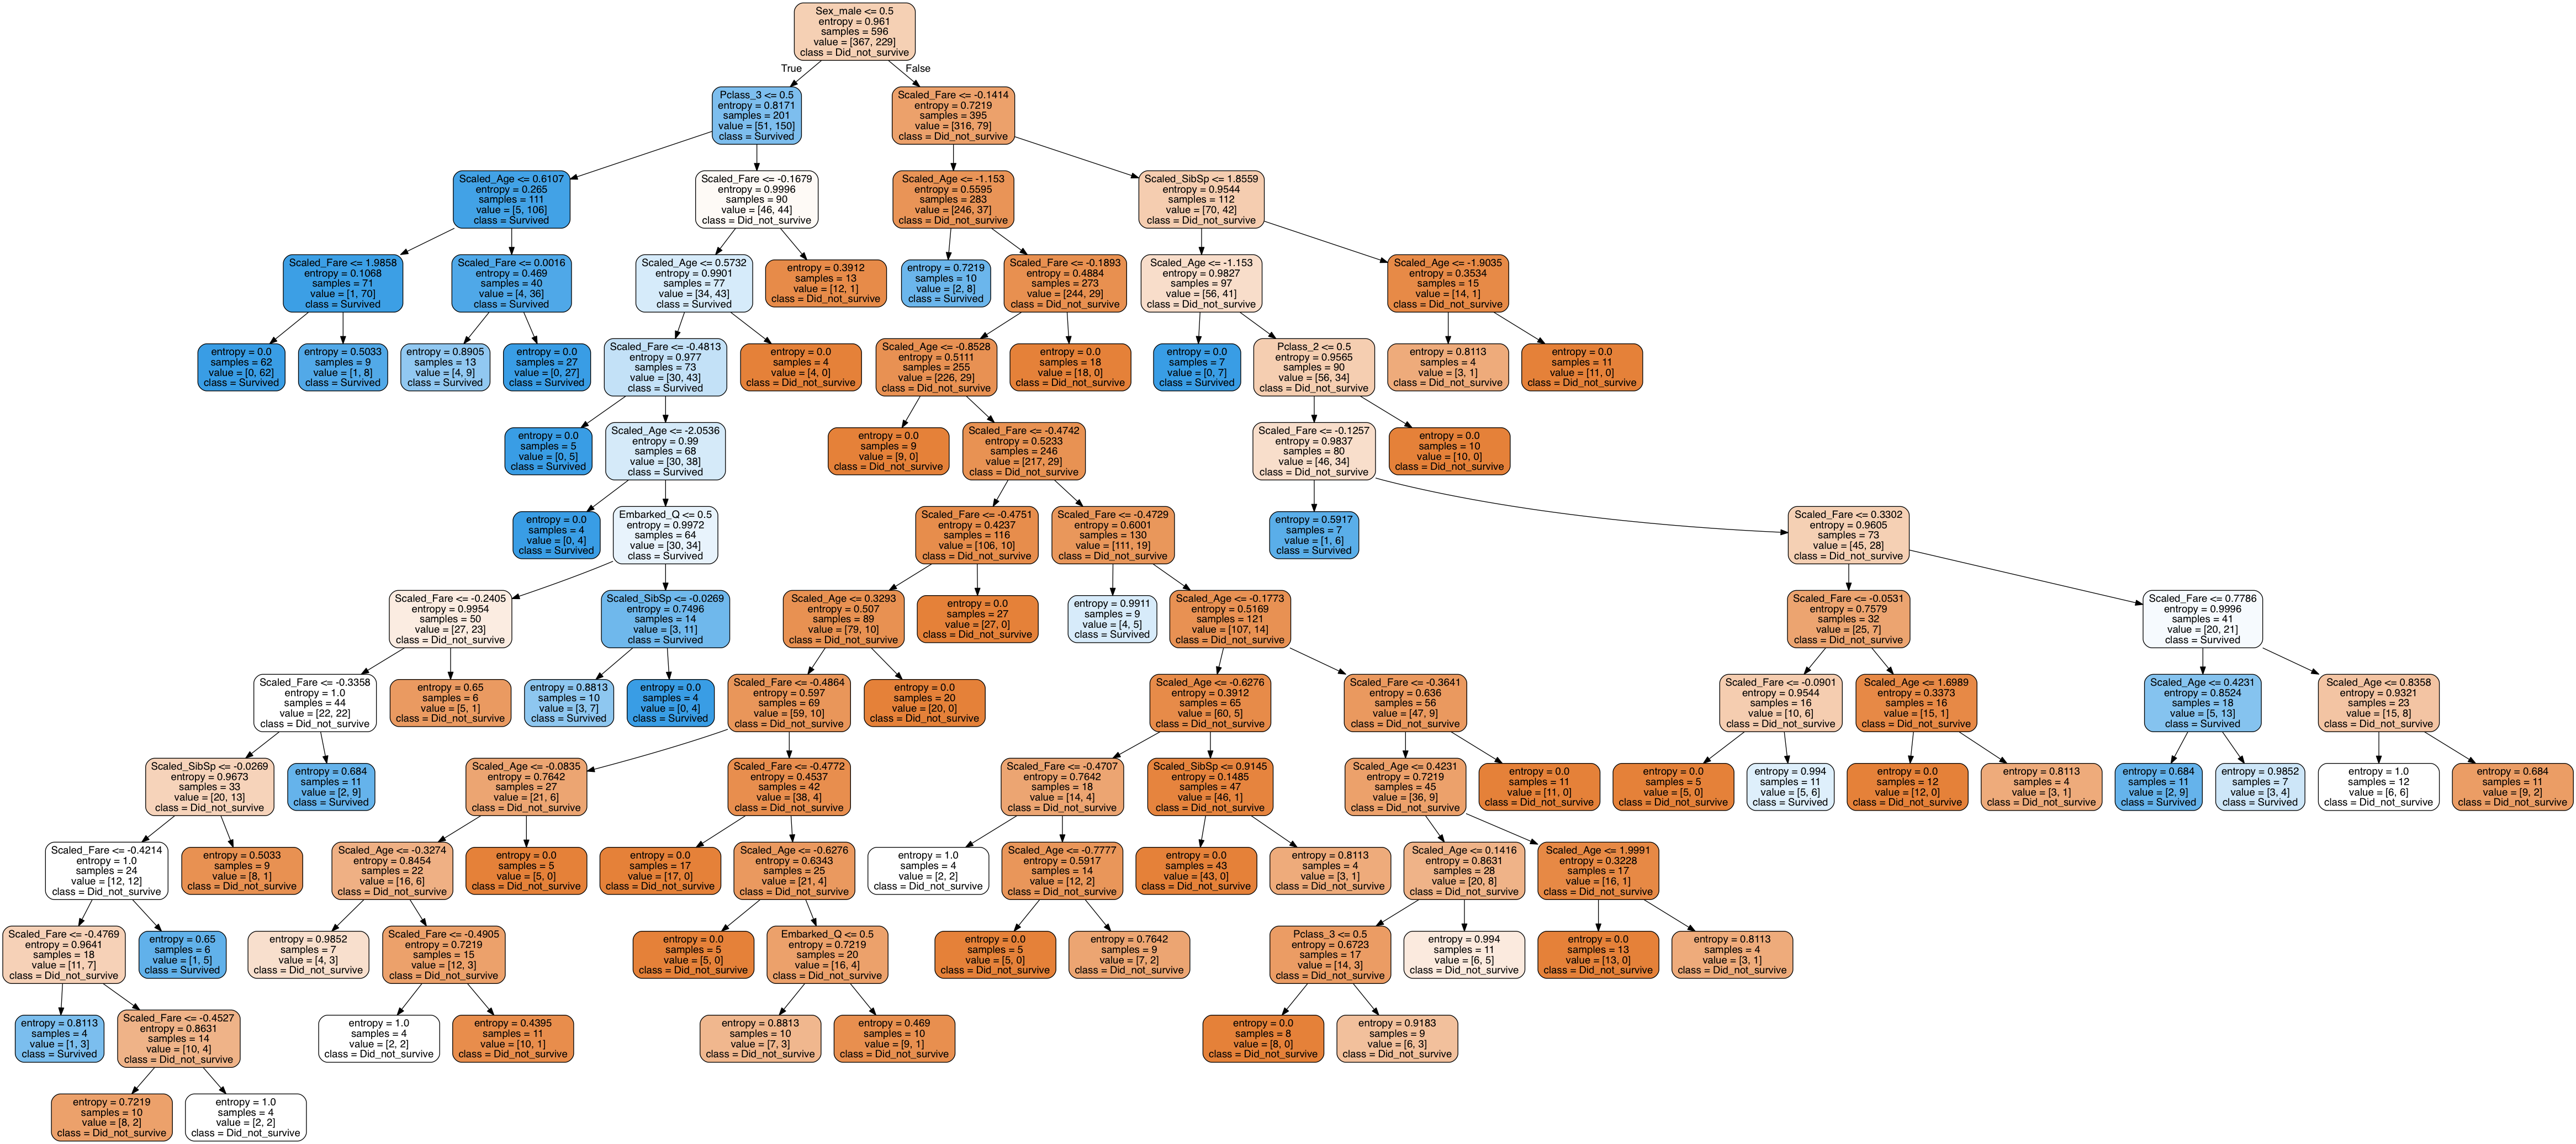 Sex_male <= 0.5
entropy = 0.961
samples = 596
value = [367, 229]
class = Did_not_survive
True
False
Pclass_3 <= 0.5
entropy = 0.8171
samples = 201
value = [51, 150]
class = Survived
Scaled_Fare <= -0.1414
entropy = 0.7219
samples = 395
value = [316, 79]
class = Did_not_survive
Scaled_Age <= 0.6107
entropy = 0.265
samples = 111
value = [5, 106]
class = Survived
Scaled_Fare <= -0.1679
entropy = 0.9996
samples = 90
value = [46, 44]
class = Did_not_survive
Scaled_Age <= -1.153
entropy = 0.5595
samples = 283
value = [246, 37]
class = Did_not_survive
Scaled_SibSp <= 1.8559
entropy = 0.9544
samples = 112
value = [70, 42]
class = Did_not_survive
Scaled_Fare <= 1.9858
entropy = 0.1068
samples = 71
value = [1, 70]
class = Survived
Scaled_Fare <= 0.0016
entropy = 0.469
samples = 40
value = [4, 36]
class = Survived
Scaled_Age <= 0.5732
entropy = 0.9901
samples = 77
value = [34, 43]
class = Survived
entropy = 0.3912
samples = 13
value = [12, 1]
class = Did_not_survive
entropy = 0.7219
samples = 10
value = [2, 8]
class = Survived
Scaled_Fare <= -0.1893
entropy = 0.4884
samples = 273
value = [244, 29]
class = Did_not_survive
Scaled_Age <= -1.153
entropy = 0.9827
samples = 97
value = [56, 41]
class = Did_not_survive
Scaled_Age <= -1.9035
entropy = 0.3534
samples = 15
value = [14, 1]
class = Did_not_survive
entropy = 0.0
samples = 62
value = [0, 62]
class = Survived
entropy = 0.5033
samples = 9
value = [1, 8]
class = Survived
entropy = 0.8905
samples = 13
value = [4, 9]
class = Survived
entropy = 0.0
samples = 27
value = [0, 27]
class = Survived
Scaled_Fare <= -0.4813
entropy = 0.977
samples = 73
value = [30, 43]
class = Survived
entropy = 0.0
samples = 4
value = [4, 0]
class = Did_not_survive
Scaled_Age <= -0.8528
entropy = 0.5111
samples = 255
value = [226, 29]
class = Did_not_survive
entropy = 0.0
samples = 18
value = [18, 0]
class = Did_not_survive
entropy = 0.0
samples = 7
value = [0, 7]
class = Survived
Pclass_2 <= 0.5
entropy = 0.9565
samples = 90
value = [56, 34]
class = Did_not_survive
entropy = 0.8113
samples = 4
value = [3, 1]
class = Did_not_survive
entropy = 0.0
samples = 11
value = [11, 0]
class = Did_not_survive
entropy = 0.0
samples = 5
value = [0, 5]
class = Survived
Scaled_Age <= -2.0536
entropy = 0.99
samples = 68
value = [30, 38]
class = Survived
entropy = 0.0
samples = 9
value = [9, 0]
class = Did_not_survive
Scaled_Fare <= -0.4742
entropy = 0.5233
samples = 246
value = [217, 29]
class = Did_not_survive
Scaled_Fare <= -0.1257
entropy = 0.9837
samples = 80
value = [46, 34]
class = Did_not_survive
entropy = 0.0
samples = 10
value = [10, 0]
class = Did_not_survive
entropy = 0.0
samples = 4
value = [0, 4]
class = Survived
Embarked_Q <= 0.5
entropy = 0.9972
samples = 64
value = [30, 34]
class = Survived
Scaled_Fare <= -0.4751
entropy = 0.4237
samples = 116
value = [106, 10]
class = Did_not_survive
Scaled_Fare <= -0.4729
entropy = 0.6001
samples = 130
value = [111, 19]
class = Did_not_survive
entropy = 0.5917
samples = 7
value = [1, 6]
class = Survived
Scaled_Fare <= 0.3302
entropy = 0.9605
samples = 73
value = [45, 28]
class = Did_not_survive
Scaled_Fare <= -0.2405
entropy = 0.9954
samples = 50
value = [27, 23]
class = Did_not_survive
Scaled_SibSp <= -0.0269
entropy = 0.7496
samples = 14
value = [3, 11]
class = Survived
Scaled_Age <= 0.3293
entropy = 0.507
samples = 89
value = [79, 10]
class = Did_not_survive
entropy = 0.0
samples = 27
value = [27, 0]
class = Did_not_survive
entropy = 0.9911
samples = 9
value = [4, 5]
class = Survived
Scaled_Age <= -0.1773
entropy = 0.5169
samples = 121
value = [107, 14]
class = Did_not_survive
Scaled_Fare <= -0.0531
entropy = 0.7579
samples = 32
value = [25, 7]
class = Did_not_survive
Scaled_Fare <= 0.7786
entropy = 0.9996
samples = 41
value = [20, 21]
class = Survived
Scaled_Fare <= -0.3358
entropy = 1.0
samples = 44
value = [22, 22]
class = Did_not_survive
entropy = 0.65
samples = 6
value = [5, 1]
class = Did_not_survive
entropy = 0.8813
samples = 10
value = [3, 7]
class = Survived
entropy = 0.0
samples = 4
value = [0, 4]
class = Survived
Scaled_Fare <= -0.4864
entropy = 0.597
samples = 69
value = [59, 10]
class = Did_not_survive
entropy = 0.0
samples = 20
value = [20, 0]
class = Did_not_survive
Scaled_Age <= -0.6276
entropy = 0.3912
samples = 65
value = [60, 5]
class = Did_not_survive
Scaled_Fare <= -0.3641
entropy = 0.636
samples = 56
value = [47, 9]
class = Did_not_survive
Scaled_Fare <= -0.0901
entropy = 0.9544
samples = 16
value = [10, 6]
class = Did_not_survive
Scaled_Age <= 1.6989
entropy = 0.3373
samples = 16
value = [15, 1]
class = Did_not_survive
Scaled_Age <= 0.4231
entropy = 0.8524
samples = 18
value = [5, 13]
class = Survived
Scaled_Age <= 0.8358
entropy = 0.9321
samples = 23
value = [15, 8]
class = Did_not_survive
Scaled_SibSp <= -0.0269
entropy = 0.9673
samples = 33
value = [20, 13]
class = Did_not_survive
entropy = 0.684
samples = 11
value = [2, 9]
class = Survived
Scaled_Age <= -0.0835
entropy = 0.7642
samples = 27
value = [21, 6]
class = Did_not_survive
Scaled_Fare <= -0.4772
entropy = 0.4537
samples = 42
value = [38, 4]
class = Did_not_survive
Scaled_Fare <= -0.4707
entropy = 0.7642
samples = 18
value = [14, 4]
class = Did_not_survive
Scaled_SibSp <= 0.9145
entropy = 0.1485
samples = 47
value = [46, 1]
class = Did_not_survive
Scaled_Age <= 0.4231
entropy = 0.7219
samples = 45
value = [36, 9]
class = Did_not_survive
entropy = 0.0
samples = 11
value = [11, 0]
class = Did_not_survive
entropy = 0.0
samples = 5
value = [5, 0]
class = Did_not_survive
entropy = 0.994
samples = 11
value = [5, 6]
class = Survived
entropy = 0.0
samples = 12
value = [12, 0]
class = Did_not_survive
entropy = 0.8113
samples = 4
value = [3, 1]
class = Did_not_survive
entropy = 0.684
samples = 11
value = [2, 9]
class = Survived
entropy = 0.9852
samples = 7
value = [3, 4]
class = Survived
entropy = 1.0
samples = 12
value = [6, 6]
class = Did_not_survive
entropy = 0.684
samples = 11
value = [9, 2]
class = Did_not_survive
Scaled_Fare <= -0.4214
entropy = 1.0
samples = 24
value = [12, 12]
class = Did_not_survive
entropy = 0.5033
samples = 9
value = [8, 1]
class = Did_not_survive
Scaled_Age <= -0.3274
entropy = 0.8454
samples = 22
value = [16, 6]
class = Did_not_survive
entropy = 0.0
samples = 5
value = [5, 0]
class = Did_not_survive
entropy = 0.0
samples = 17
value = [17, 0]
class = Did_not_survive
Scaled_Age <= -0.6276
entropy = 0.6343
samples = 25
value = [21, 4]
class = Did_not_survive
entropy = 1.0
samples = 4
value = [2, 2]
class = Did_not_survive
Scaled_Age <= -0.7777
entropy = 0.5917
samples = 14
value = [12, 2]
class = Did_not_survive
entropy = 0.0
samples = 43
value = [43, 0]
class = Did_not_survive
entropy = 0.8113
samples = 4
value = [3, 1]
class = Did_not_survive
Scaled_Age <= 0.1416
entropy = 0.8631
samples = 28
value = [20, 8]
class = Did_not_survive
Scaled_Age <= 1.9991
entropy = 0.3228
samples = 17
value = [16, 1]
class = Did_not_survive
Scaled_Fare <= -0.4769
entropy = 0.9641
samples = 18
value = [11, 7]
class = Did_not_survive
entropy = 0.65
samples = 6
value = [1, 5]
class = Survived
entropy = 0.9852
samples = 7
value = [4, 3]
class = Did_not_survive
Scaled_Fare <= -0.4905
entropy = 0.7219
samples = 15
value = [12, 3]
class = Did_not_survive
entropy = 0.0
samples = 5
value = [5, 0]
class = Did_not_survive
Embarked_Q <= 0.5
entropy = 0.7219
samples = 20
value = [16, 4]
class = Did_not_survive
entropy = 0.0
samples = 5
value = [5, 0]
class = Did_not_survive
entropy = 0.7642
samples = 9
value = [7, 2]
class = Did_not_survive
Pclass_3 <= 0.5
entropy = 0.6723
samples = 17
value = [14, 3]
class = Did_not_survive
entropy = 0.994
samples = 11
value = [6, 5]
class = Did_not_survive
entropy = 0.0
samples = 13
value = [13, 0]
class = Did_not_survive
entropy = 0.8113
samples = 4
value = [3, 1]
class = Did_not_survive
entropy = 0.8113
samples = 4
value = [1, 3]
class = Survived
Scaled_Fare <= -0.4527
entropy = 0.8631
samples = 14
value = [10, 4]
class = Did_not_survive
entropy = 1.0
samples = 4
value = [2, 2]
class = Did_not_survive
entropy = 0.4395
samples = 11
value = [10, 1]
class = Did_not_survive
entropy = 0.8813
samples = 10
value = [7, 3]
class = Did_not_survive
entropy = 0.469
samples = 10
value = [9, 1]
class = Did_not_survive
entropy = 0.0
samples = 8
value = [8, 0]
class = Did_not_survive
entropy = 0.9183
samples = 9
value = [6, 3]
class = Did_not_survive
entropy = 0.7219
samples = 10
value = [8, 2]
class = Did_not_survive
entropy = 1.0
samples = 4
value = [2, 2]
class = Did_not_survive